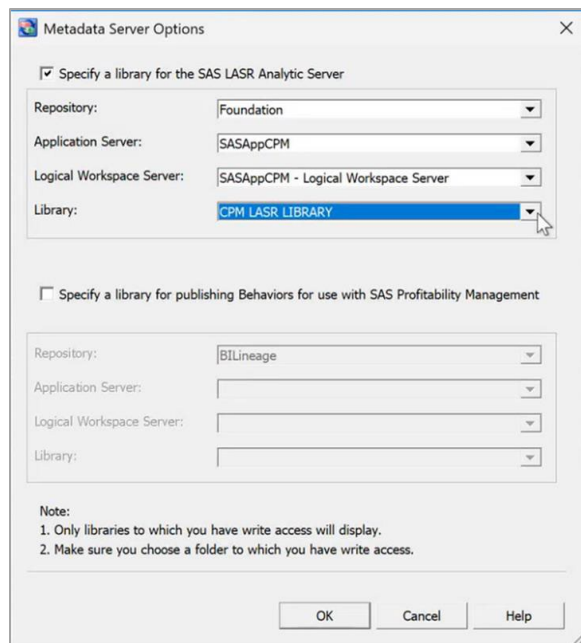 Metadata Server Options
Specify a library for the SAS LASR Analytic Server
Repository: Foundation
Application Server: SASAppCPM
Logical Workspace Server: SASAppCPM - Logical Workspace Server
Library: CPM LASR LIBRARY
Specify a library for publishing Behaviors for use with SAS Profitability Management
Repository: BILineage
Application Server:
Logical Workspace Server:
Library:
Note:
1. Only libraries to which you have write access will display.
2. Make sure you choose a folder to which you have write access.
OK Cancel Help